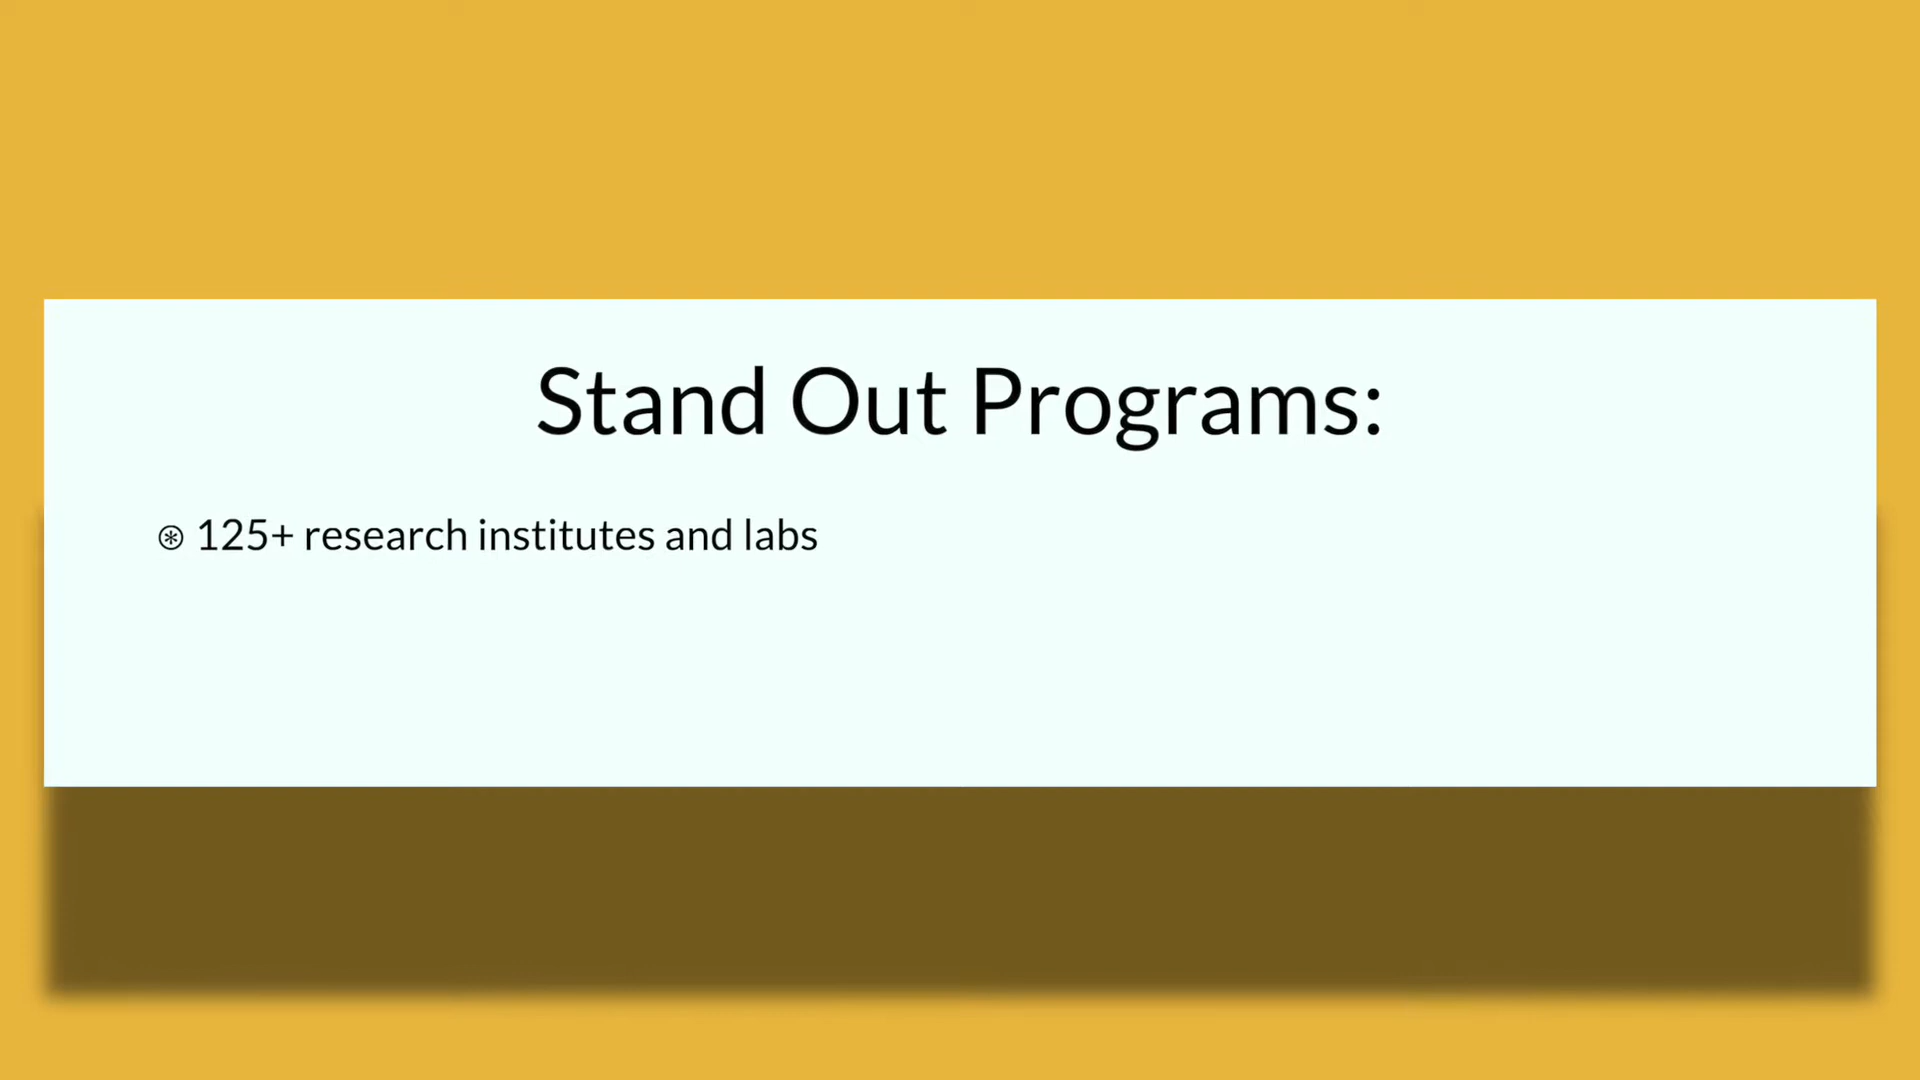 Stand Out Programs:
⊛ 125+ research institutes and labs